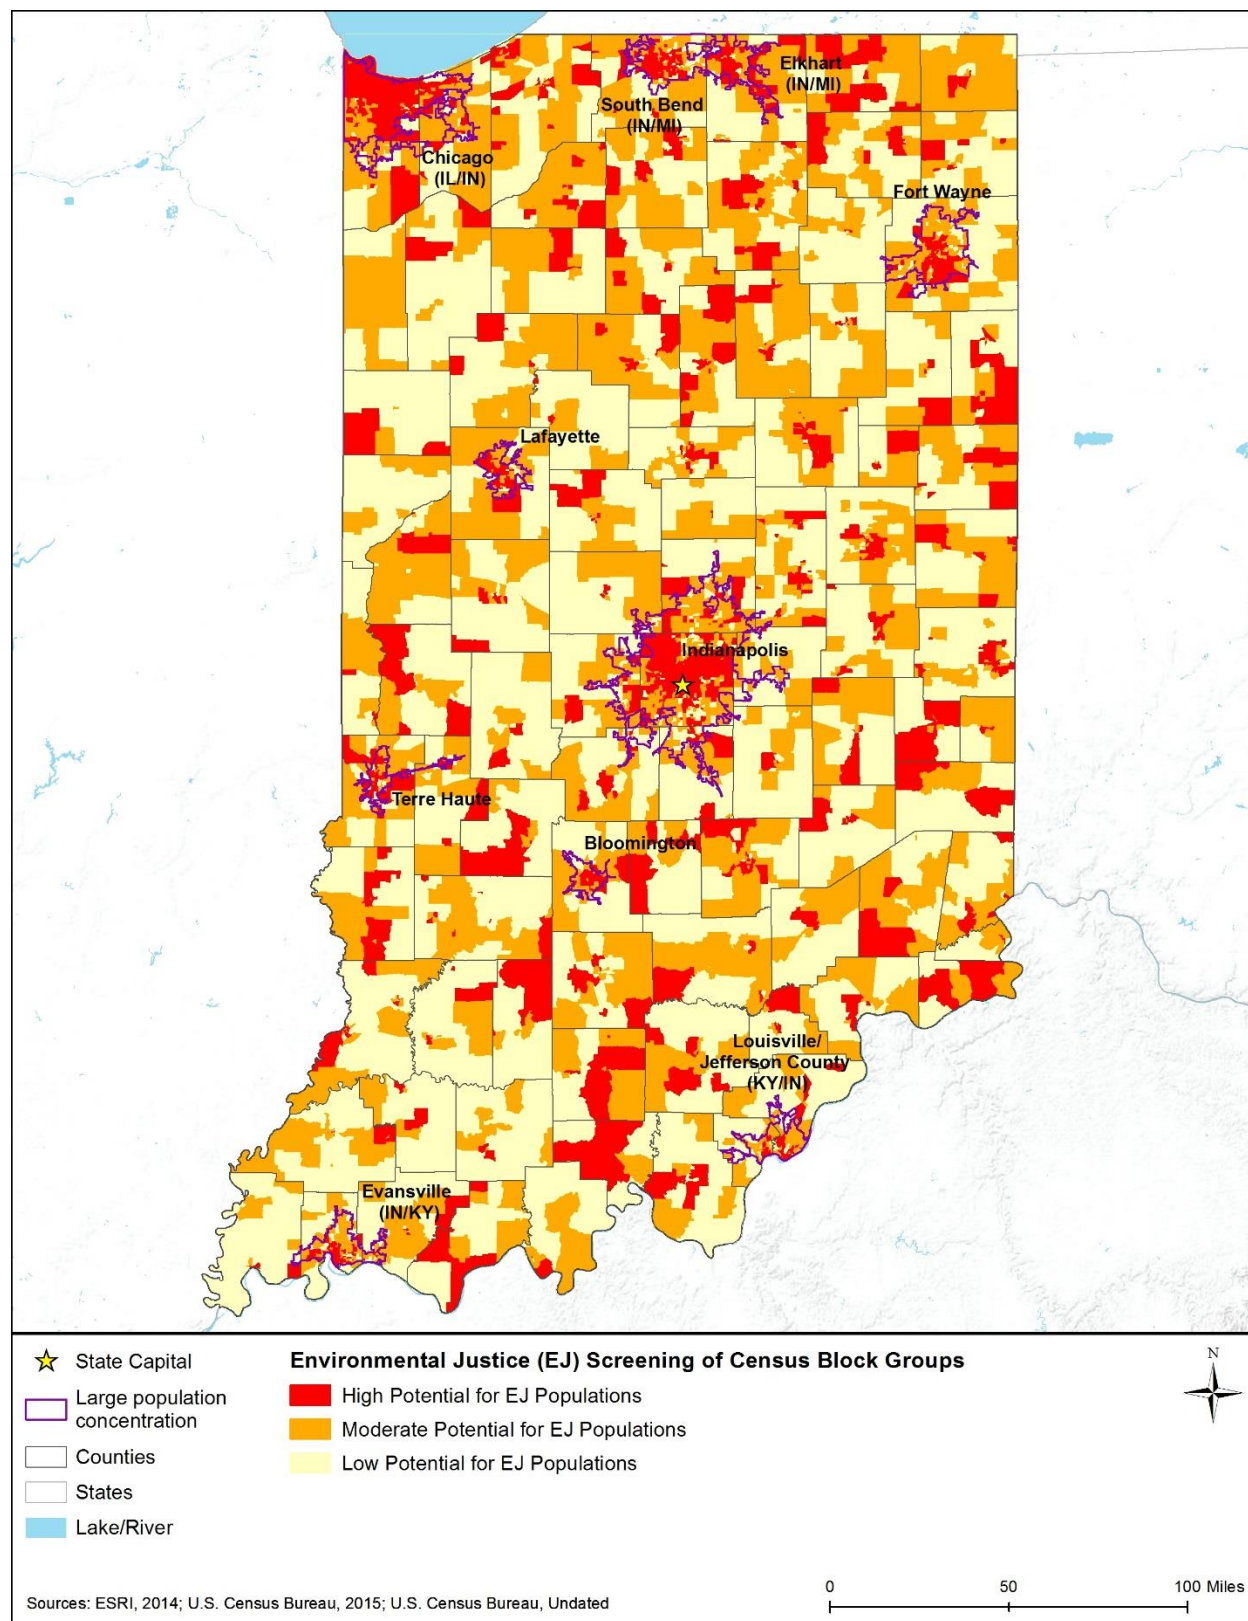 Elkhart
(IN/MI)
South Bend
(IN/MI)
Chicago
(IL/IN)
Fort Wayne
Lafayette
Indianapolis
Terre Haute
Bloomington
Louisville/
Jefferson County
(KY/IN)
Evansville
(IN/KY)
State Capital
Large population
concentration
Counties
States
Lake/River
Environmental Justice (EJ) Screening of Census Block Groups
High Potential for EJ Populations
Moderate Potential for EJ Populations
Low Potential for EJ Populations
N
Sources: ESRI, 2014; U.S. Census Bureau, 2015; U.S. Census Bureau, Undated
0 50 100 Miles